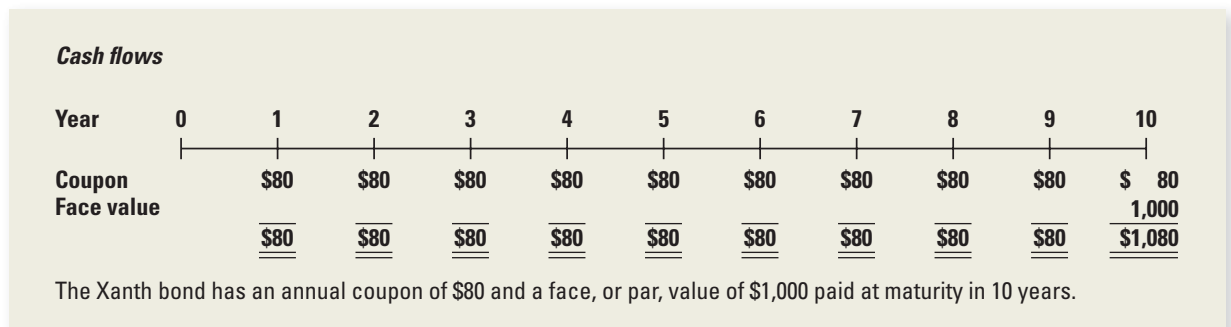 Cash flows
Year 0 1 2 3 4 5 6 7 8 9 10
Coupon $80 $80 $80 $80 $80 $80 $80 $80 $80 $ 80
Face value 1,000
$80 $80 $80 $80 $80 $80 $80 $80 $80 $1,080
The Xanth bond has an annual coupon of $80 and a face, or par, value of $1,000 paid at maturity in 10 years.